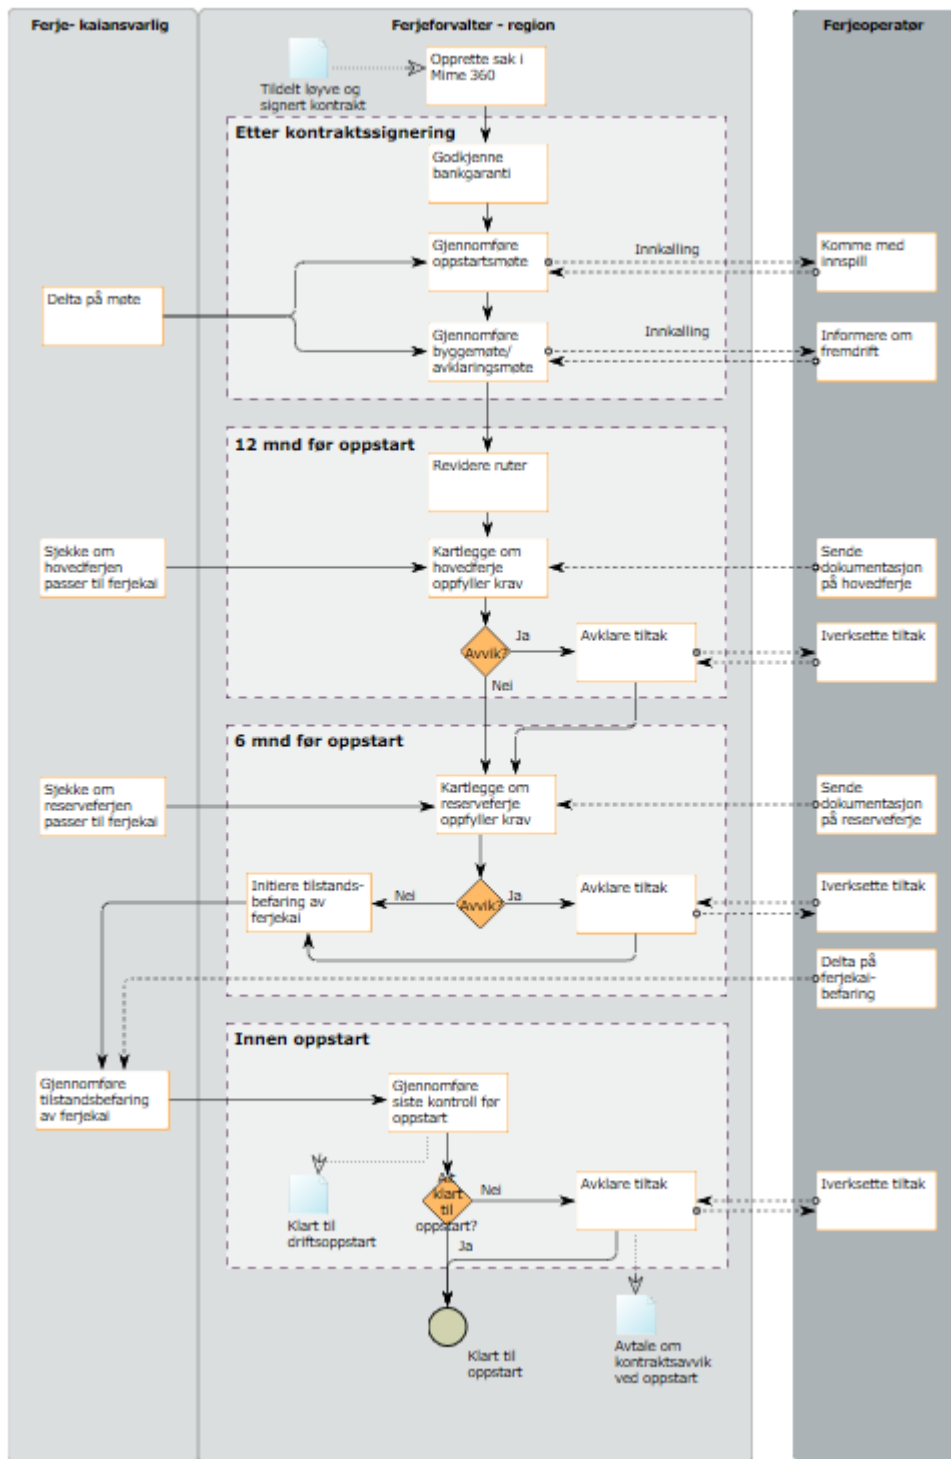 Ferje- kaiansvarlig
Ferjeforvalter - region
Ferjeoperatør
Tildelt løyve og
signert kontrakt
Opprette sak i
Mime 360
Etter kontraktssignering
Godkjenne
bankgaranti
Gjennomføre
oppstartsmøte
Innkalling
Komme med
innspill
Delta på møte
Gjennomføre
byggemøte/
avklaringsmøte
Innkalling
Informere om
fremdrift
12 mnd før oppstart
Revidere ruter
Sjekke om
hovedferjen
passer til ferjekai
Kartlegge om
hovedferje
oppfyller krav
Sende
dokumentasjon
på hovedferje
Avvik?
Ja
Nei
Avklare tiltak
Iverksette tiltak
6 mnd før oppstart
Sjekke om
reserveferjen
passer til ferjekai
Kartlegge om
reserveferje
oppfyller krav
Sende
dokumentasjon
på reserveferje
Initiere tilstands-
befaring av
ferjekai
Nei
Avvik?
Ja
Avklare tiltak
Iverksette tiltak
Delta på
ferjekai-
befaring
Innen oppstart
Gjennomføre
tilstandsbefaring
av ferjekai
Gjennomføre
siste kontroll før
oppstart
Klart til
driftsoppstart
Alt
klart
til
oppstart?
Nei
Ja
Avklare tiltak
Iverksette tiltak
Klart til
oppstart
Avtale om
kontraktsavvik
ved oppstart